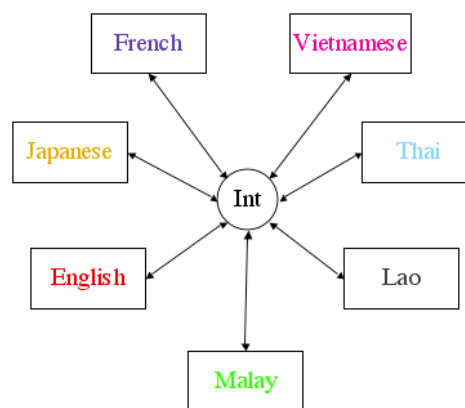 French
Vietnamese
Japanese
Thai
Int
English
Lao
Malay